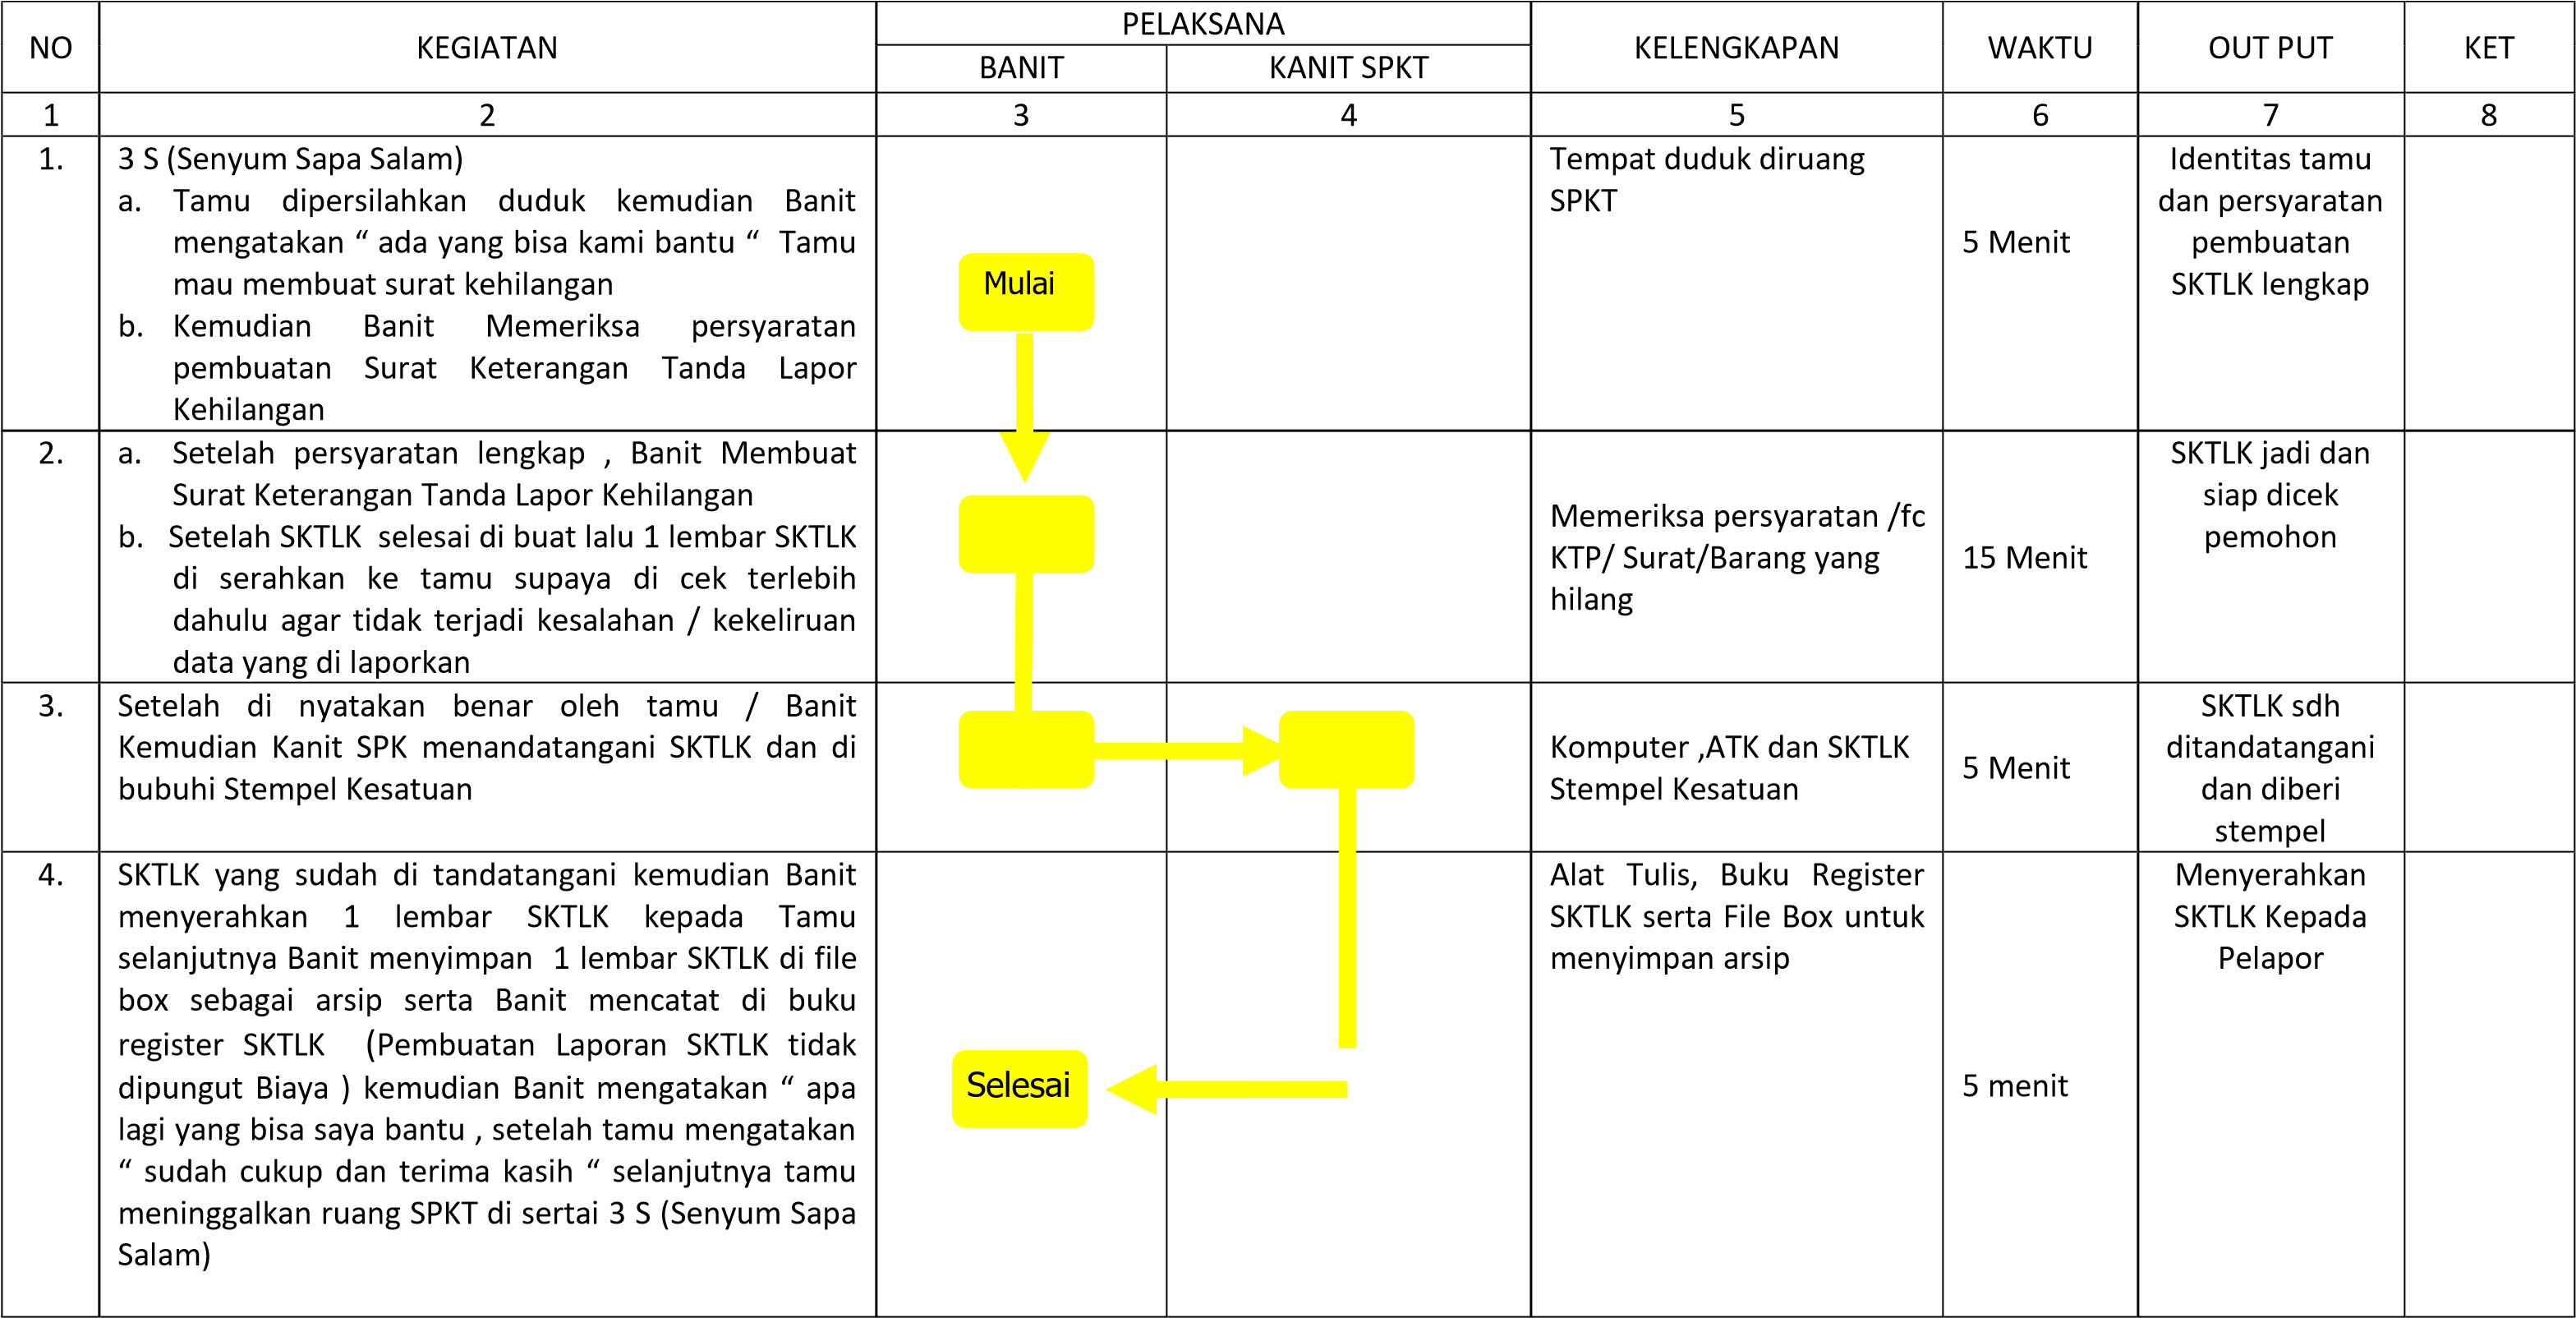 NO
KEGIATAN
PELAKSANA
KELENGKAPAN
WAKTU
OUT PUT
KET
BANIT
KANIT SPKT
1
2
3
4
5
6
7
8
1.
3 S (Senyum Sapa Salam)
a. Tamu dipersilahkan duduk kemudian Banit
mengatakan “ ada yang bisa kami bantu “ Tamu
mau membuat surat kehilangan
b. Kemudian Banit Memeriksa persyaratan
pembuatan Surat Keterangan Tanda Lapor
Kehilangan
Mulai
Tempat duduk diruang
SPKT
5 Menit
Identitas tamu
dan persyaratan
pembuatan
SKTLK lengkap
2.
a. Setelah persyaratan lengkap , Banit Membuat
Surat Keterangan Tanda Lapor Kehilangan
b. Setelah SKTLK selesai di buat lalu 1 lembar SKTLK
di serahkan ke tamu supaya di cek terlebih
dahulu agar tidak terjadi kesalahan / kekeliruan
data yang di laporkan
Memeriksa persyaratan /fc
KTP/ Surat/Barang yang
hilang
15 Menit
SKTLK jadi dan
siap dicek
pemohon
3.
Setelah di nyatakan benar oleh tamu / Banit
Kemudian Kanit SPK menandatangani SKTLK dan di
bubuhi Stempel Kesatuan
Komputer ,ATK dan SKTLK
Stempel Kesatuan
5 Menit
SKTLK sdh
ditandatangani
dan diberi
stempel
4.
SKTLK yang sudah di tandatangani kemudian Banit
menyerahkan 1 lembar SKTLK kepada Tamu
selanjutnya Banit menyimpan 1 lembar SKTLK di file
box sebagai arsip serta Banit mencatat di buku
register SKTLK (Pembuatan Laporan SKTLK tidak
dipungut Biaya ) kemudian Banit mengatakan “ apa
lagi yang bisa saya bantu , setelah tamu mengatakan
“ sudah cukup dan terima kasih “ selanjutnya tamu
meninggalkan ruang SPKT di sertai 3 S (Senyum Sapa
Salam)
Selesai
Alat Tulis, Buku Register
SKTLK serta File Box untuk
menyimpan arsip
5 menit
Menyerahkan
SKTLK Kepada
Pelapor